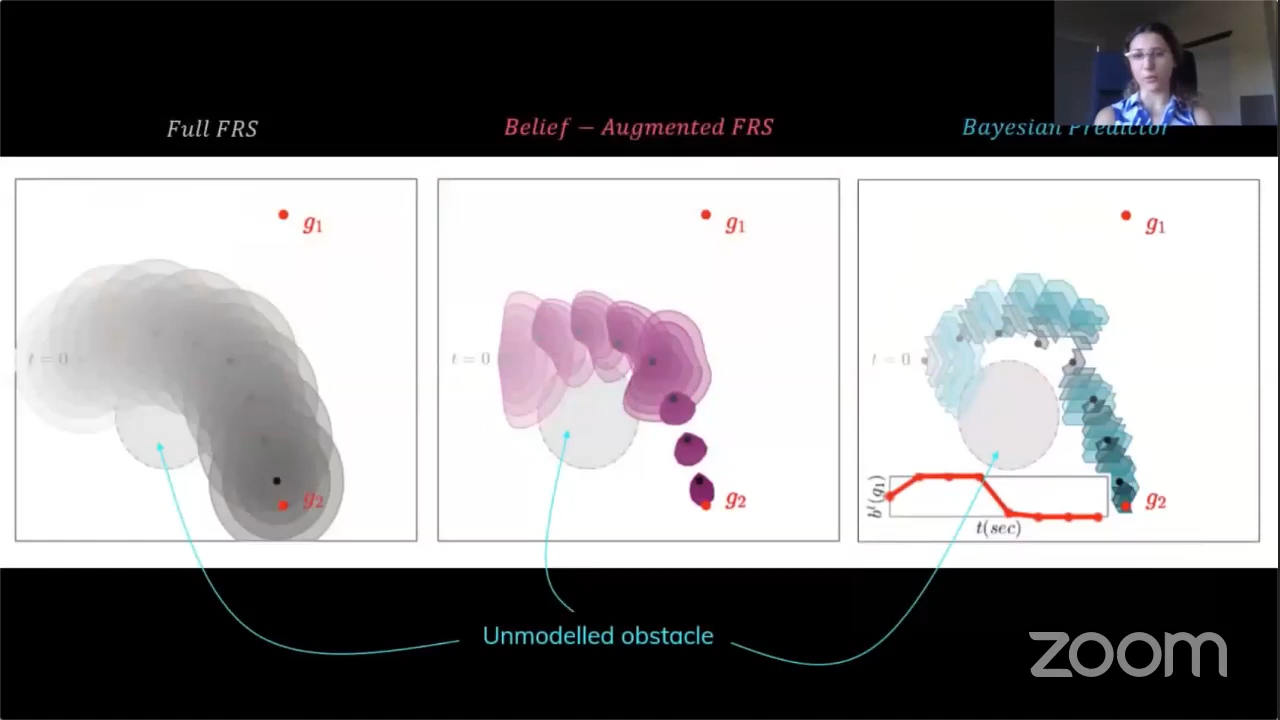 Full FRS
Belief – Augmented FRS
Bayesian Predictor
g1
g1
g1
t = 0
t = 0
t = 0
g2
g2
g2
b^t(g1)
t(sec)
Unmodelled obstacle
zoom